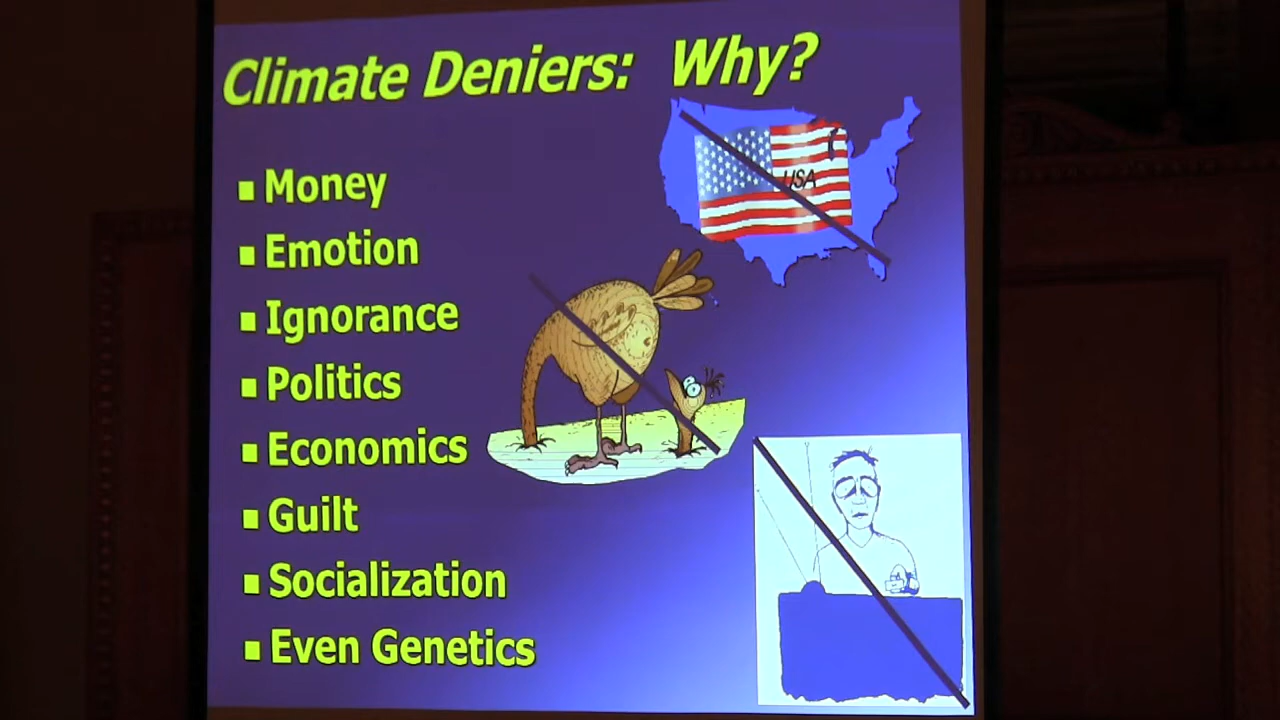 Climate Deniers: Why?
USA
▪ Money
▪ Emotion
▪ Ignorance
▪ Politics
▪ Economics
▪ Guilt
▪ Socialization
▪ Even Genetics